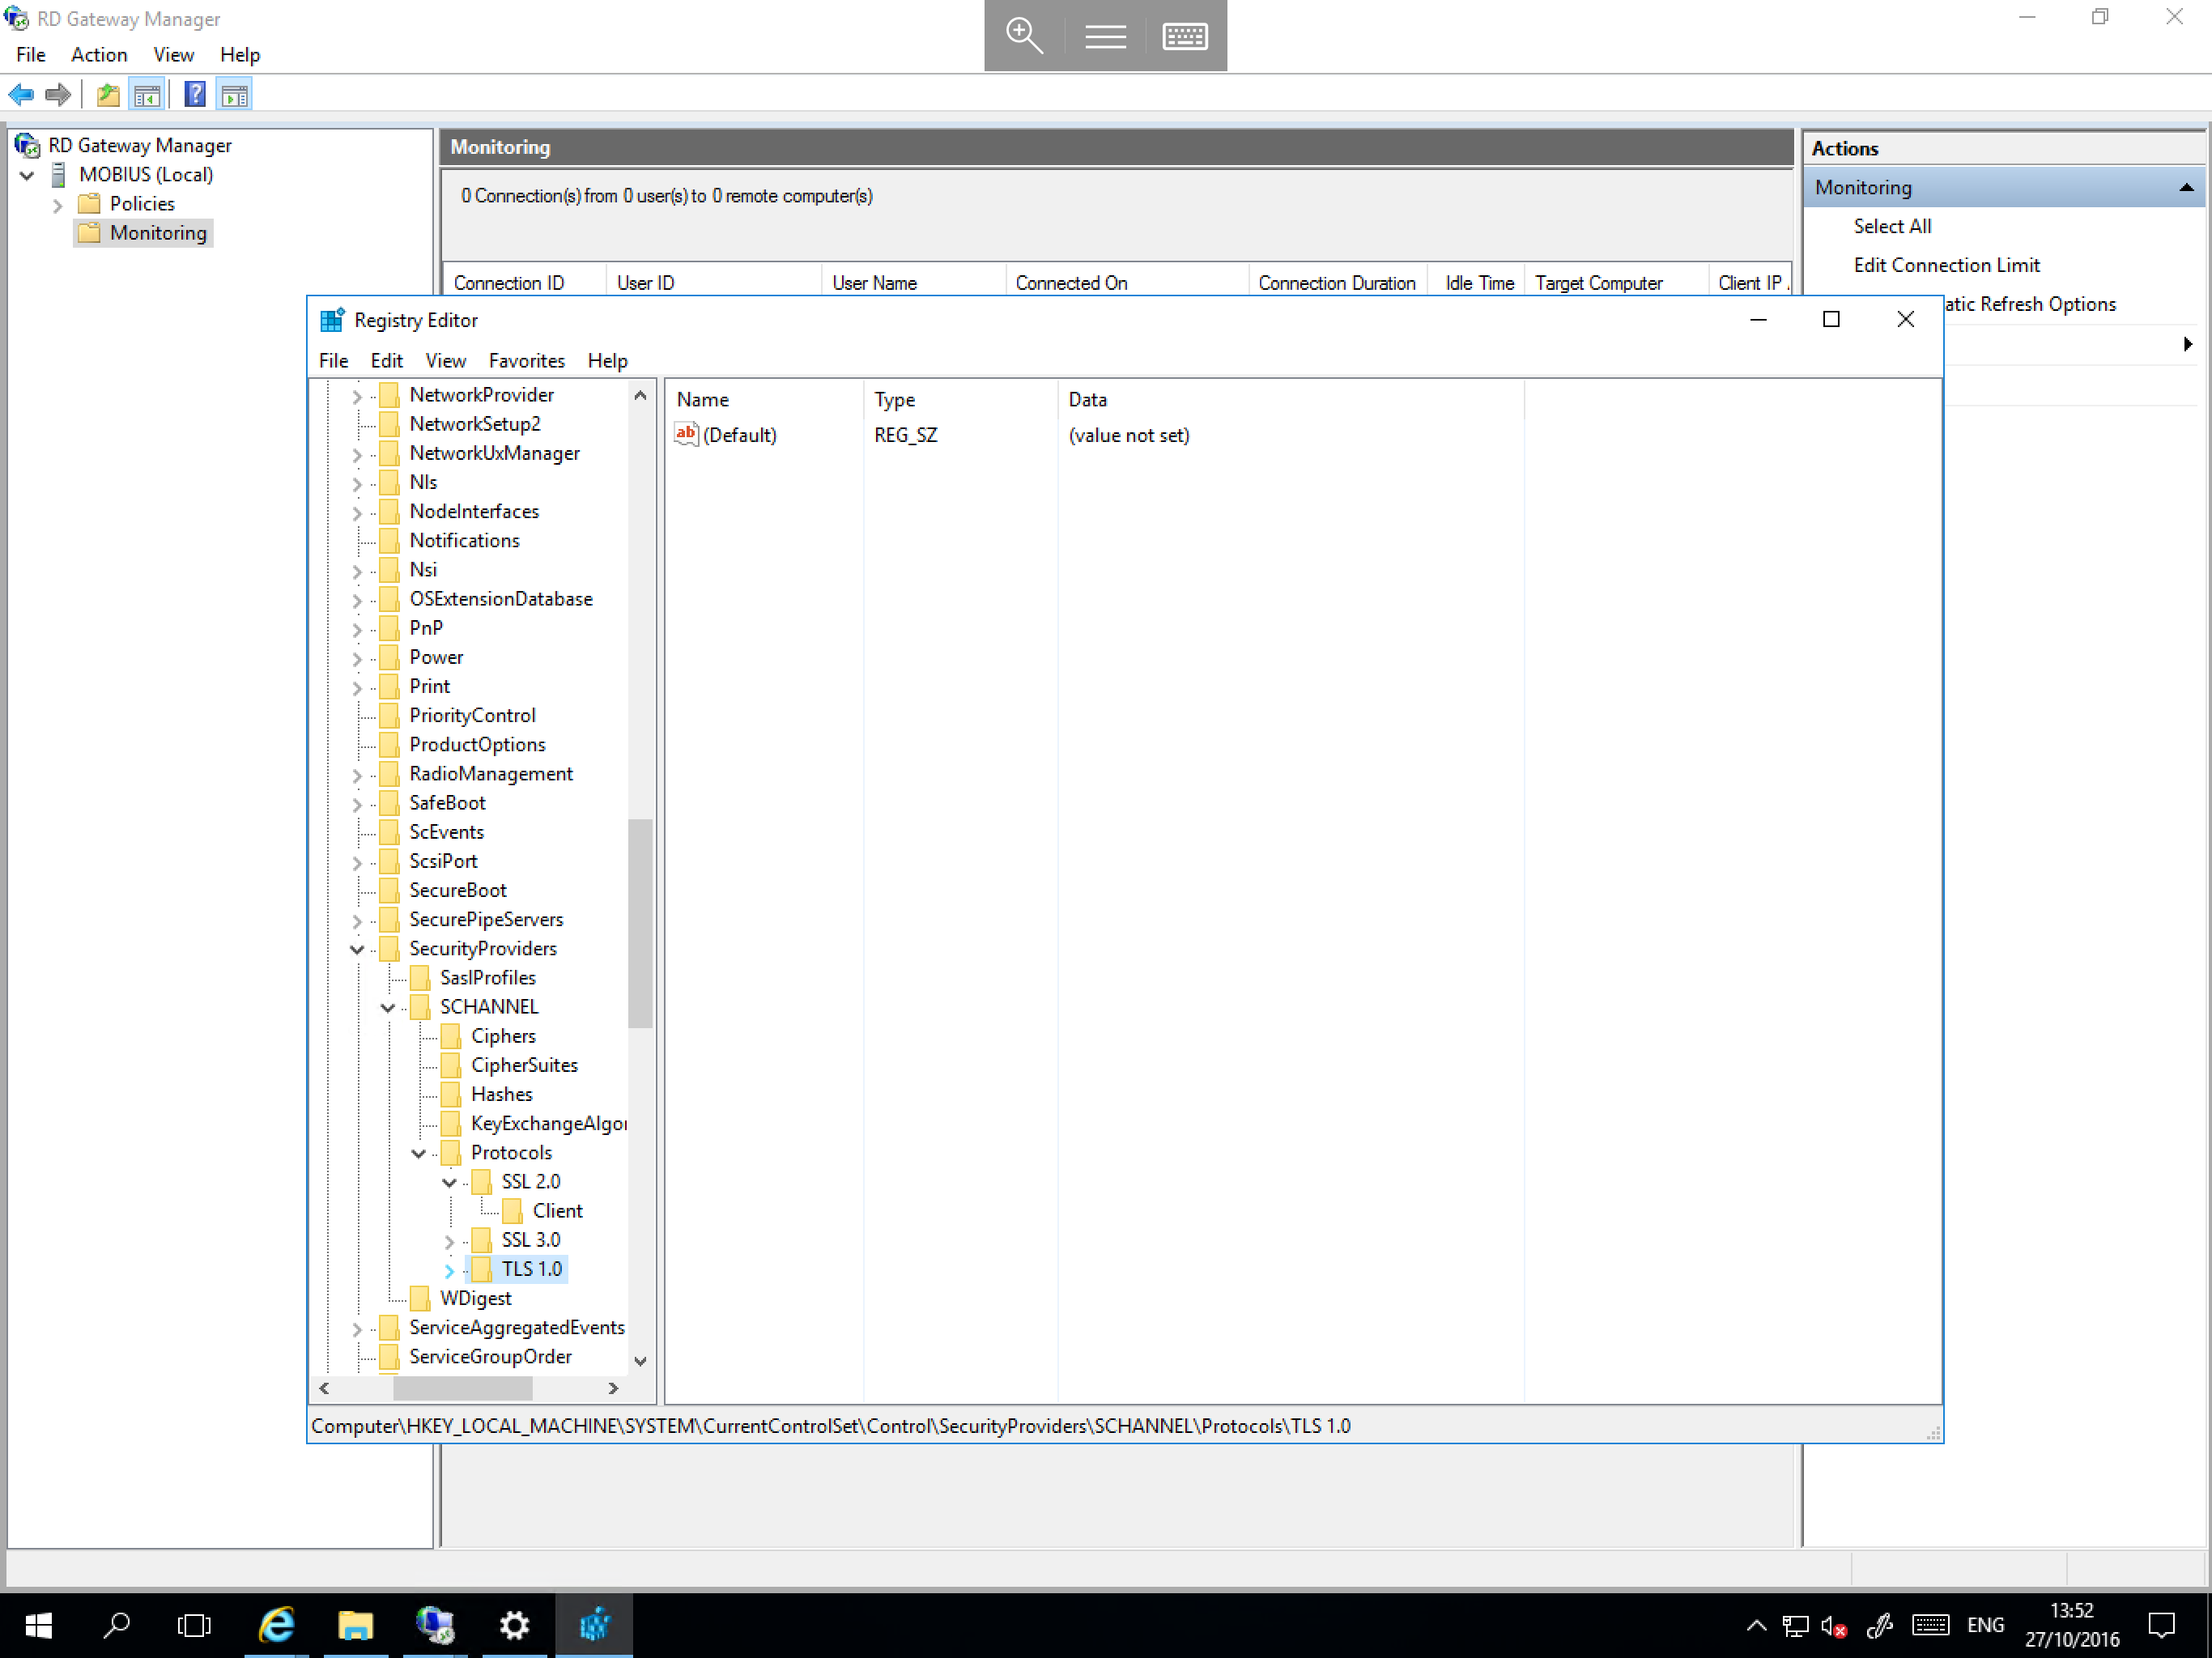 RD Gateway Manager
File Action View Help
RD Gateway Manager
MOBIUS (Local)
Policies
Monitoring
Monitoring
0 Connection(s) from 0 user(s) to 0 remote computer(s)
Connection ID User ID User Name Connected On Connection Duration Idle Time Target Computer Client IP
Actions
Monitoring
Select All
Edit Connection Limit
atic Refresh Options
Registry Editor
File Edit View Favorites Help
NetworkProvider
NetworkSetup2
NetworkUxManager
Nls
NodeInterfaces
Notifications
Nsi
OSExtensionDatabase
PnP
Power
Print
PriorityControl
ProductOptions
RadioManagement
SafeBoot
ScEvents
ScsiPort
SecureBoot
SecurePipeServers
SecurityProviders
SaslProfiles
SCHANNEL
Ciphers
CipherSuites
Hashes
KeyExchangeAlgor
Protocols
SSL 2.0
Client
SSL 3.0
TLS 1.0
WDigest
ServiceAggregatedEvents
ServiceGroupOrder
Name Type Data
ab (Default) REG_SZ (value not set)
Computer\HKEY_LOCAL_MACHINE\SYSTEM\CurrentControlSet\Control\SecurityProviders\SCHANNEL\Protocols\TLS 1.0
ENG
13:52
27/10/2016